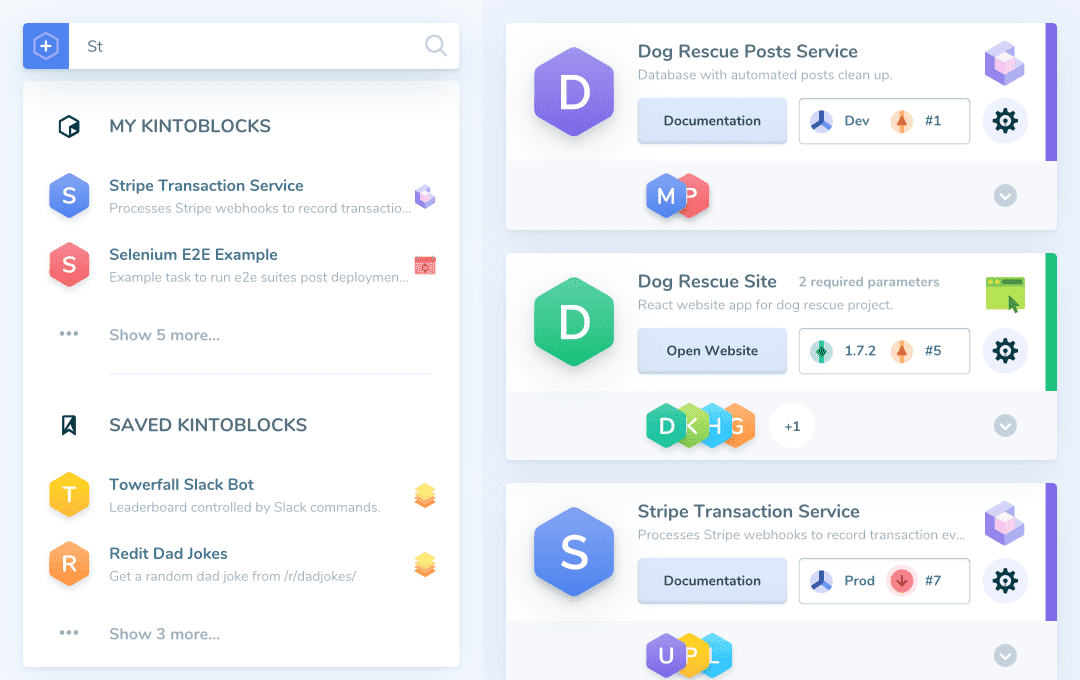 St
MY KINTOBLOCKS
S
Stripe Transaction Service
Processes Stripe webhooks to record transactio...
S
Selenium E2E Example
Example task to run e2e suites post deploymen...
Show 5 more...
SAVED KINTOBLOCKS
T
Towerfall Slack Bot
Leaderboard controlled by Slack commands.
R
Redit Dad Jokes
Get a random dad joke from /r/dadjokes/
Show 3 more...
D
Dog Rescue Posts Service
Database with automated posts clean up.
Documentation Dev #1
M P
D
Dog Rescue Site 2 required parameters
React website app for dog rescue project.
Open Website 1.7.2 #5
D K H G +1
S
Stripe Transaction Service
Processes Stripe webhooks to record transaction ev...
Documentation Prod #7
U P L